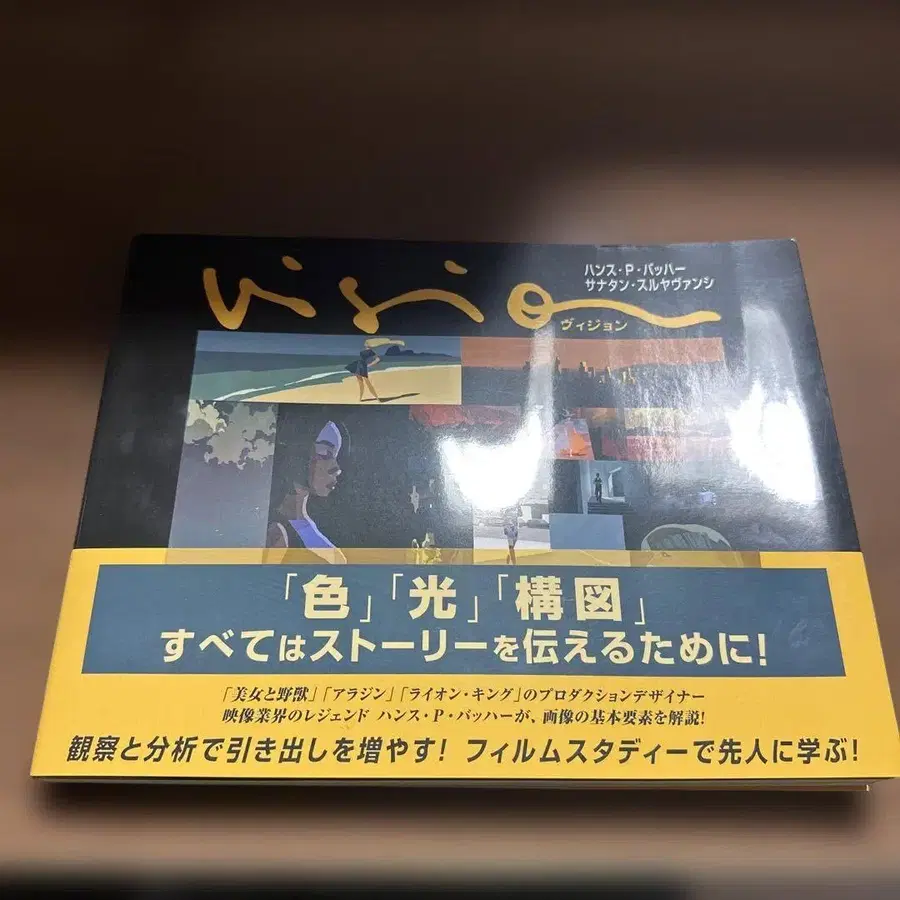 vision
ハンス・P・バッハー
サナタン・スルヤヴァンシ
ヴィジョン
「色」「光」「構図」
すべてはストーリーを伝えるために!
「美女と野獣」「アラジン」「ライオン・キング」のプロダクションデザイナー
映像業界のレジェンド ハンス・P・バッハーが、画像の基本要素を解説!
観察と分析で引き出しを増やす! フィルムスタディーで先人に学ぶ!